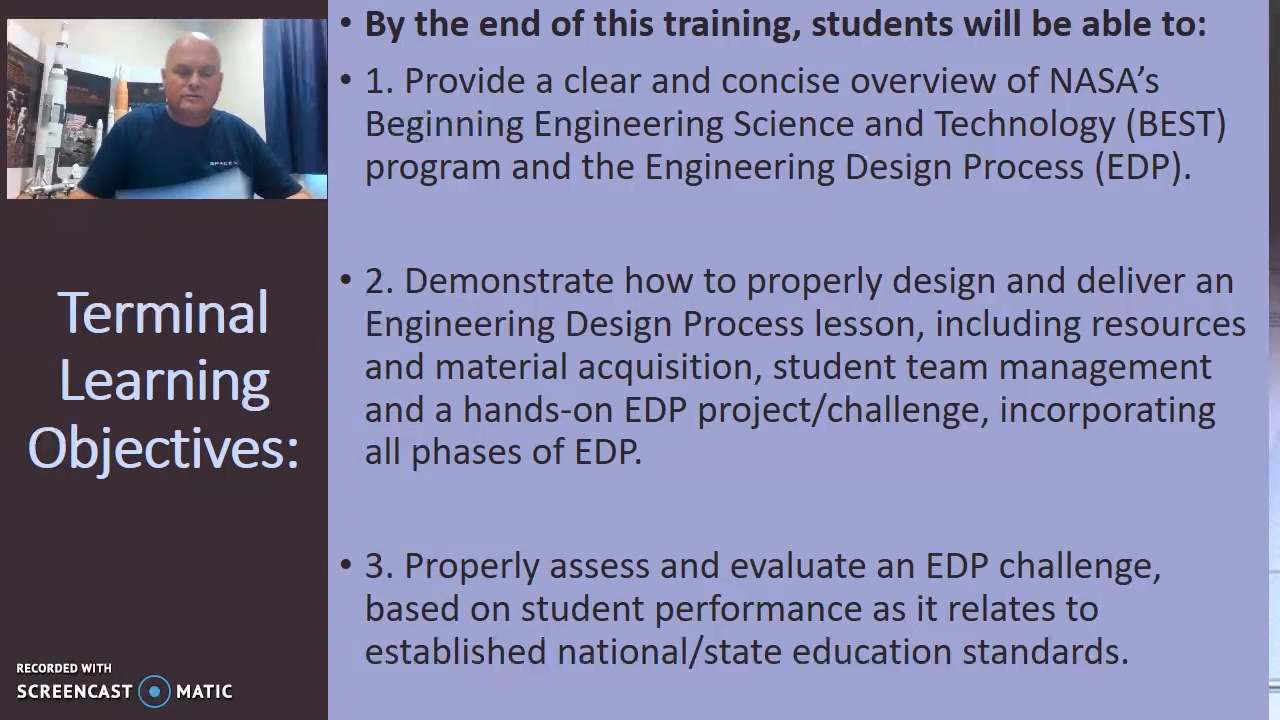 • By the end of this training, students will be able to:
• 1. Provide a clear and concise overview of NASA’s
Beginning Engineering Science and Technology (BEST)
program and the Engineering Design Process (EDP).
• 2. Demonstrate how to properly design and deliver an
Engineering Design Process lesson, including resources
and material acquisition, student team management
and a hands-on EDP project/challenge, incorporating
all phases of EDP.
• 3. Properly assess and evaluate an EDP challenge,
based on student performance as it relates to
established national/state education standards.
Terminal
Learning
Objectives:
RECORDED WITH
SCREENCAST MATIC